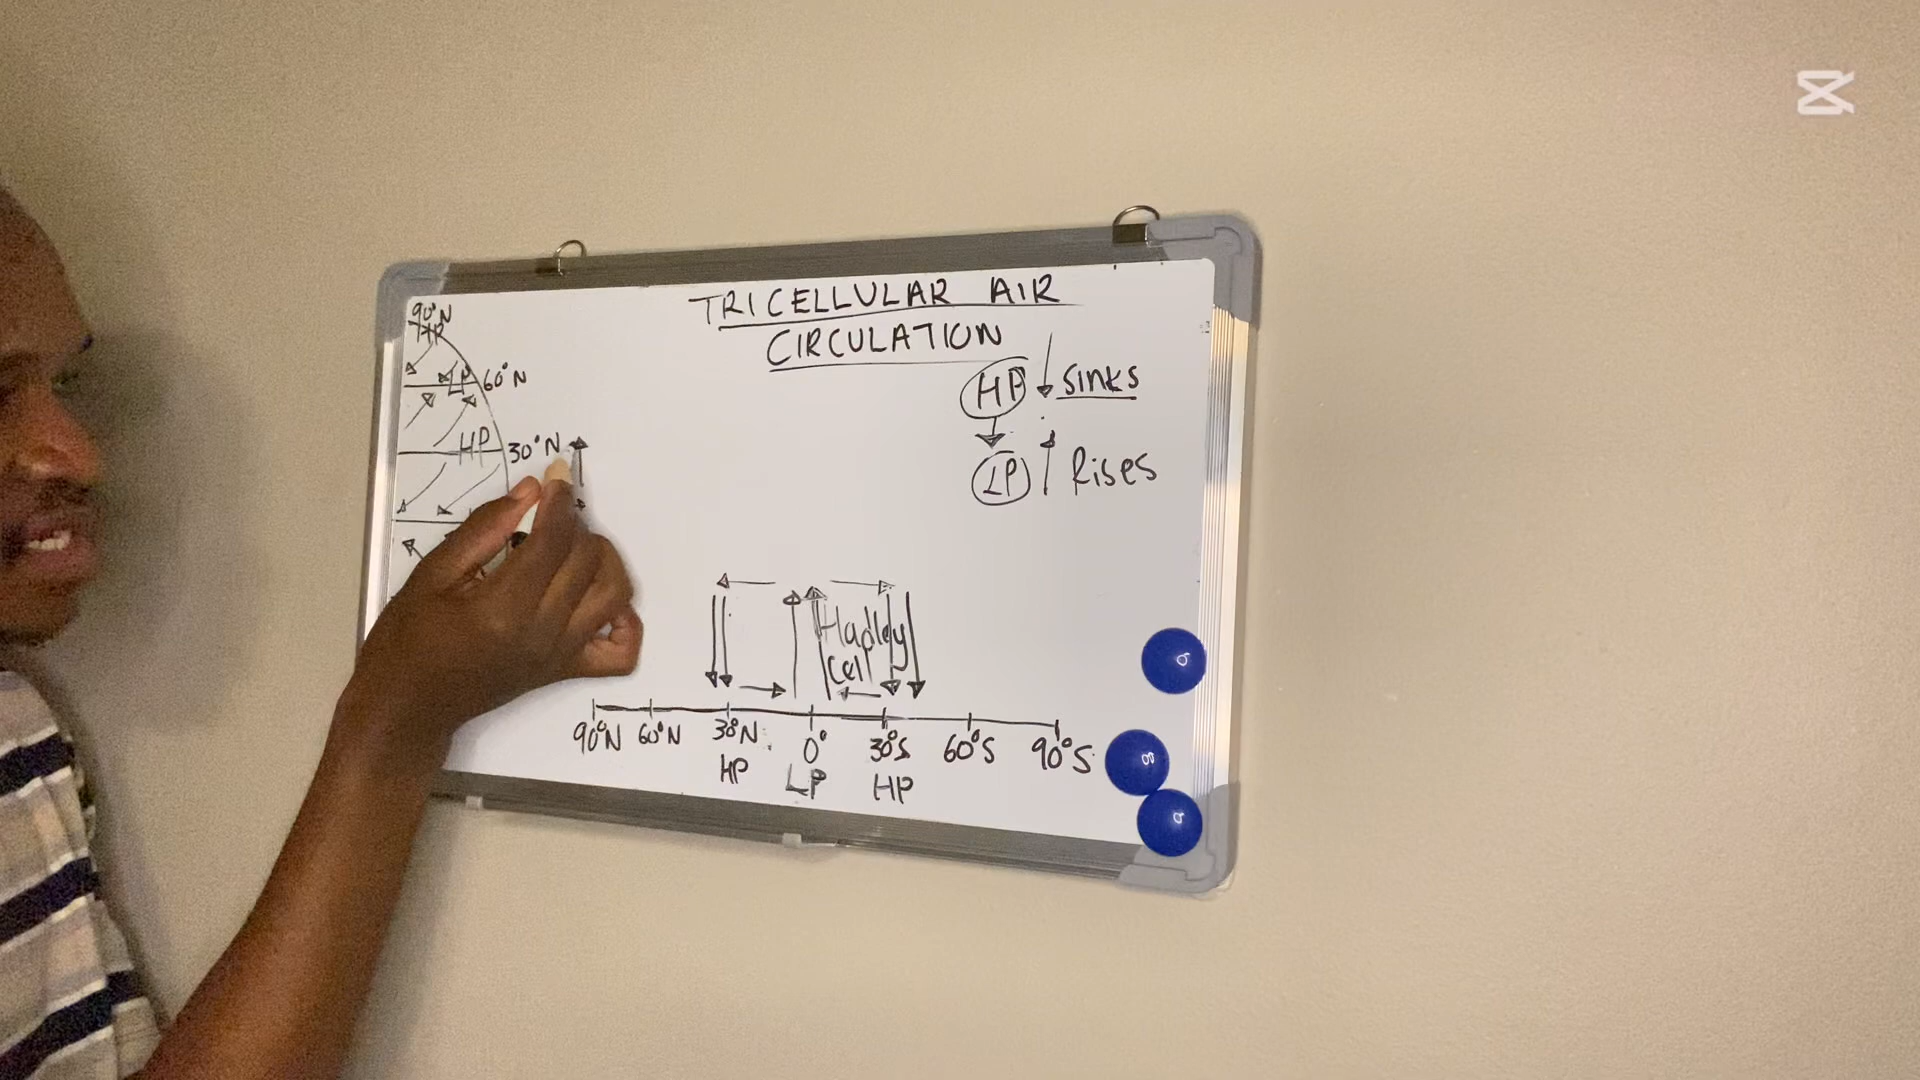 TRICELLULAR AIR
CIRCULATION
90°N
HP
LP 60°N
HP 30°N
HP sinks
LP Rises
Hadley
Cell
90°N 60°N 30°N 0° 30°S 60°S 90°S
HP LP HP